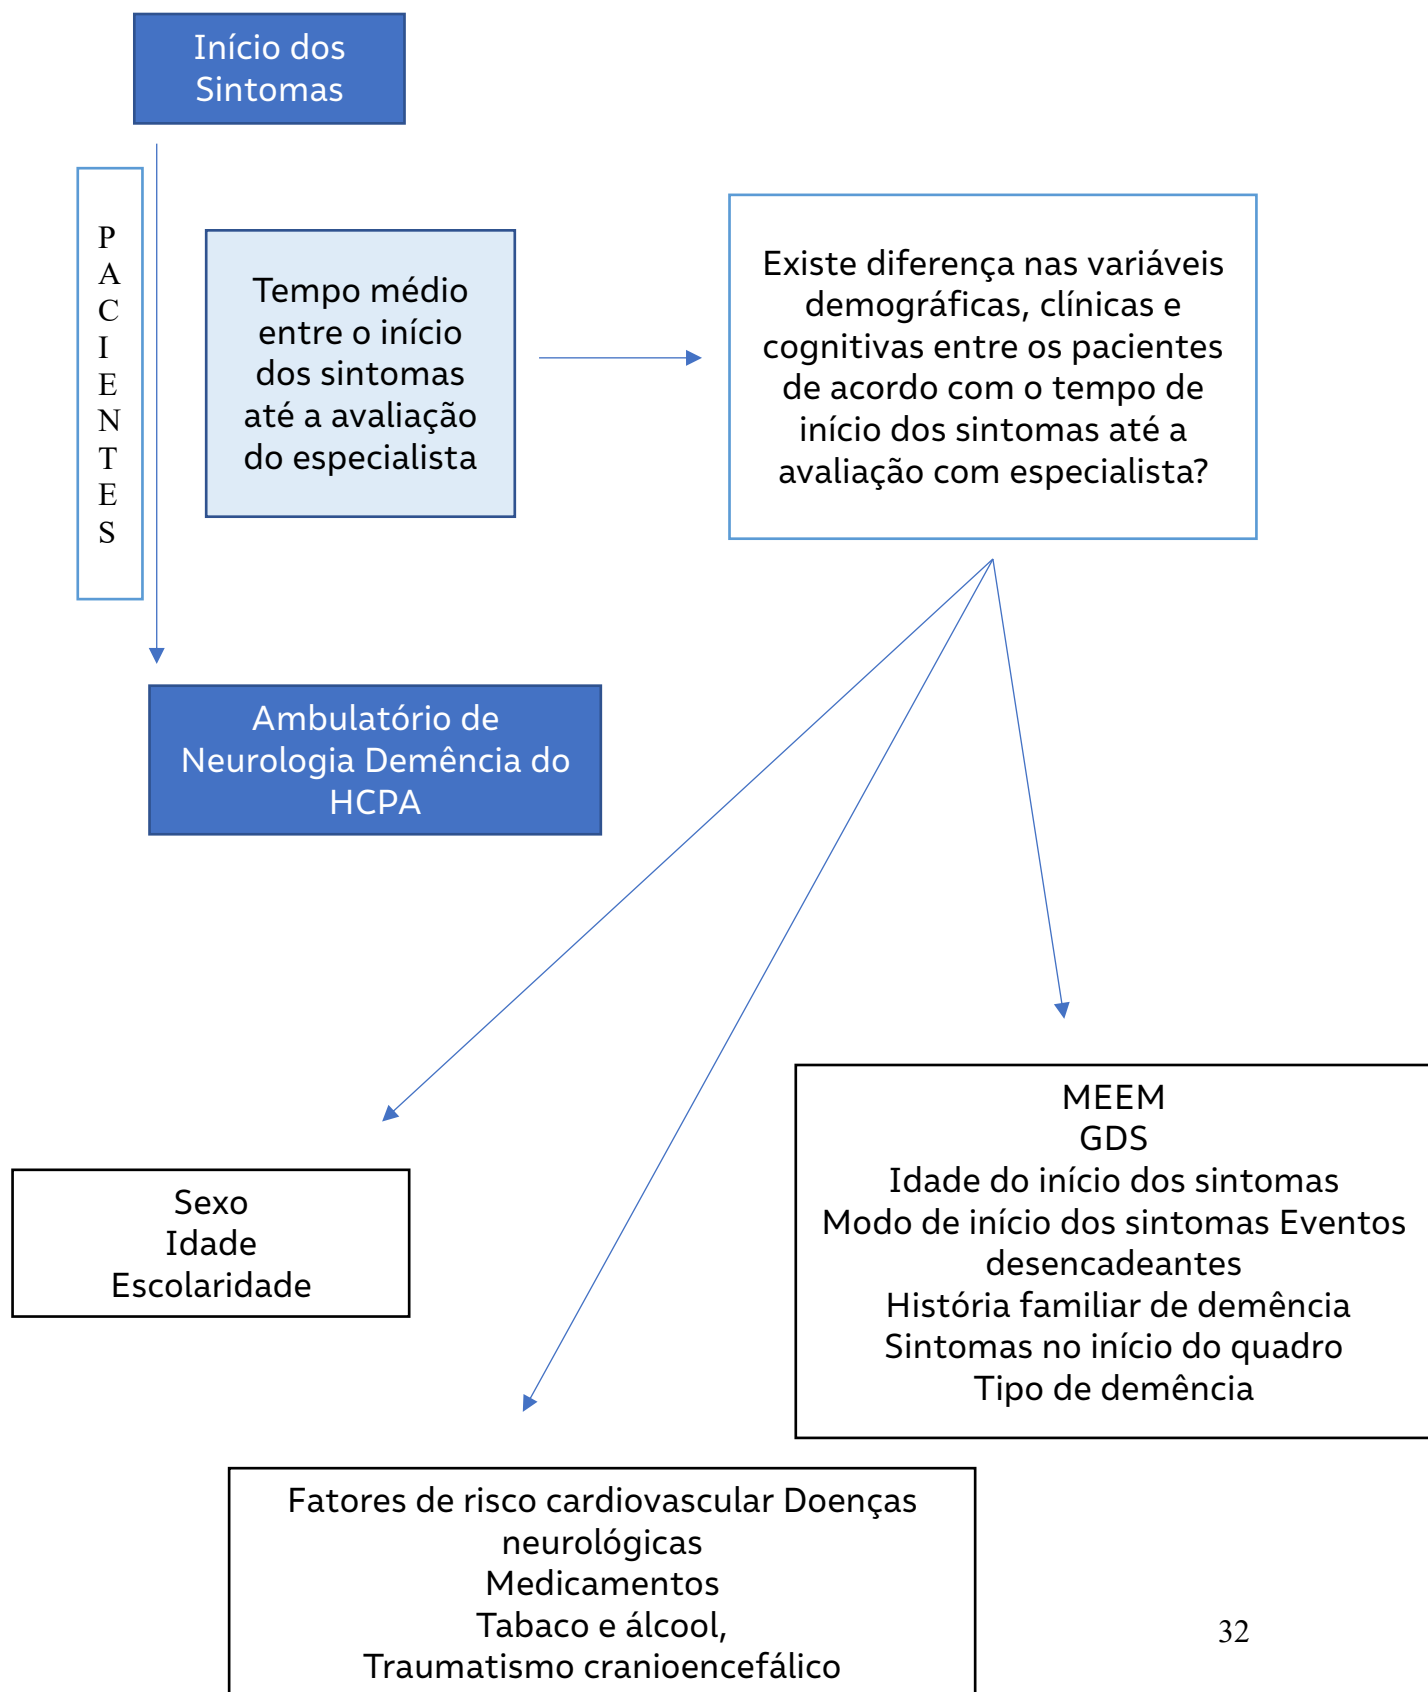 Início dos
Sintomas
P
A
C
I
E
N
T
E
S
Tempo médio
entre o início
dos sintomas
até a avaliação
do especialista
Existe diferença nas variáveis
demográficas, clínicas e
cognitivas entre os pacientes
de acordo com o tempo de
início dos sintomas até a
avaliação com especialista?
Ambulatório de
Neurologia Demência do
HCPA
Sexo
Idade
Escolaridade
MEEM
GDS
Idade do início dos sintomas
Modo de início dos sintomas Eventos
desencadeantes
História familiar de demência
Sintomas no início do quadro
Tipo de demência
Fatores de risco cardiovascular Doenças
neurológicas
Medicamentos
Tabaco e álcool,
Traumatismo cranioencefálico
32